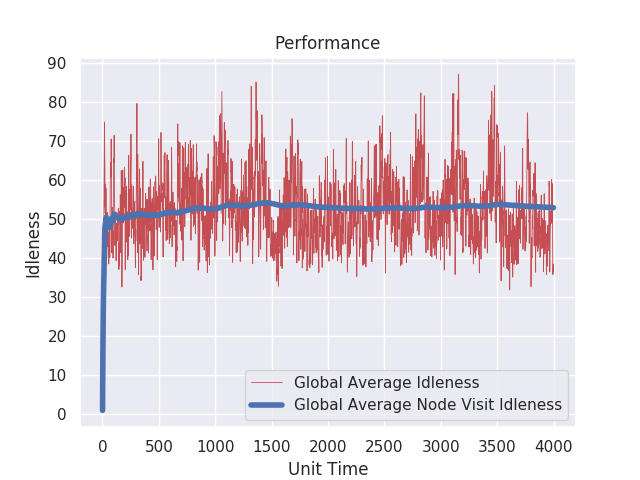 Performance
90
80
70
60
50
40
30
20
10
0
Idleness
Global Average Idleness
Global Average Node Visit Idleness
0 500 1000 1500 2000 2500 3000 3500 4000
Unit Time